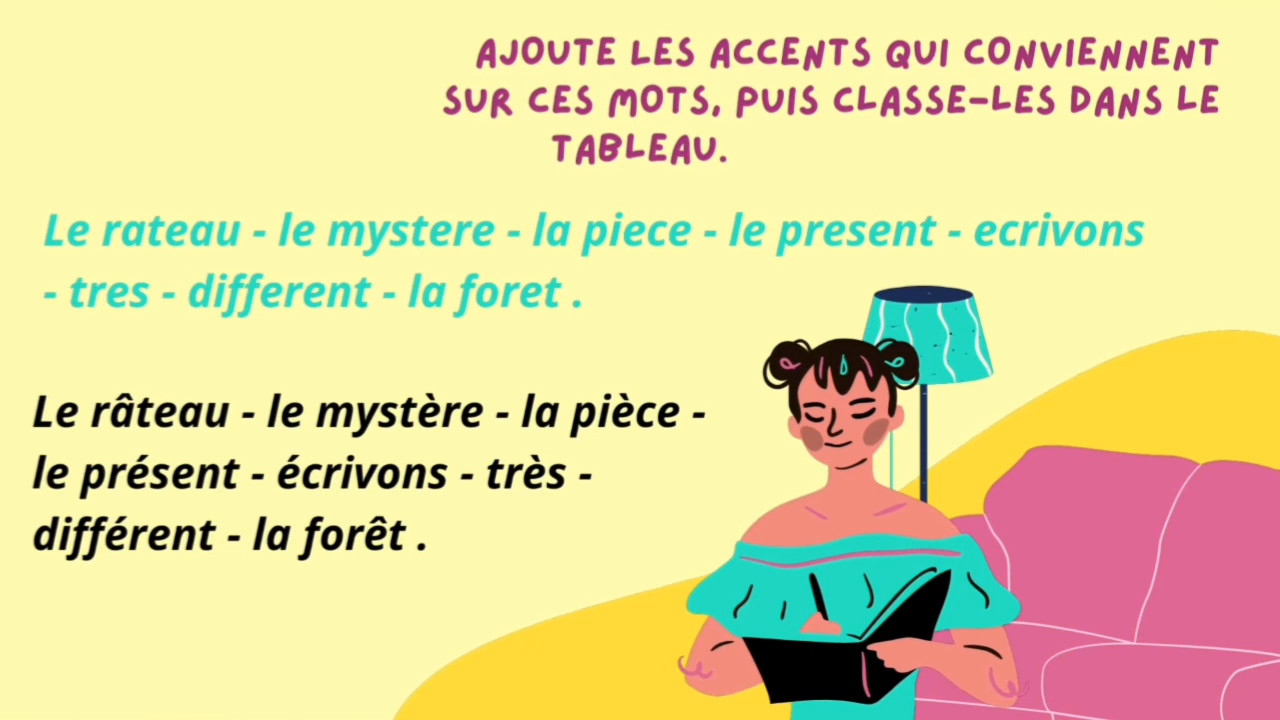 AJOUTE LES ACCENTS QUI CONVIENNENT
SUR CES MOTS, PUIS CLASSE-LES DANS LE
TABLEAU.
Le rateau - le mystere - la piece - le present - ecrivons
- tres - different - la foret .
Le râteau - le mystère - la pièce -
le présent - écrivons - très -
différent - la forêt .